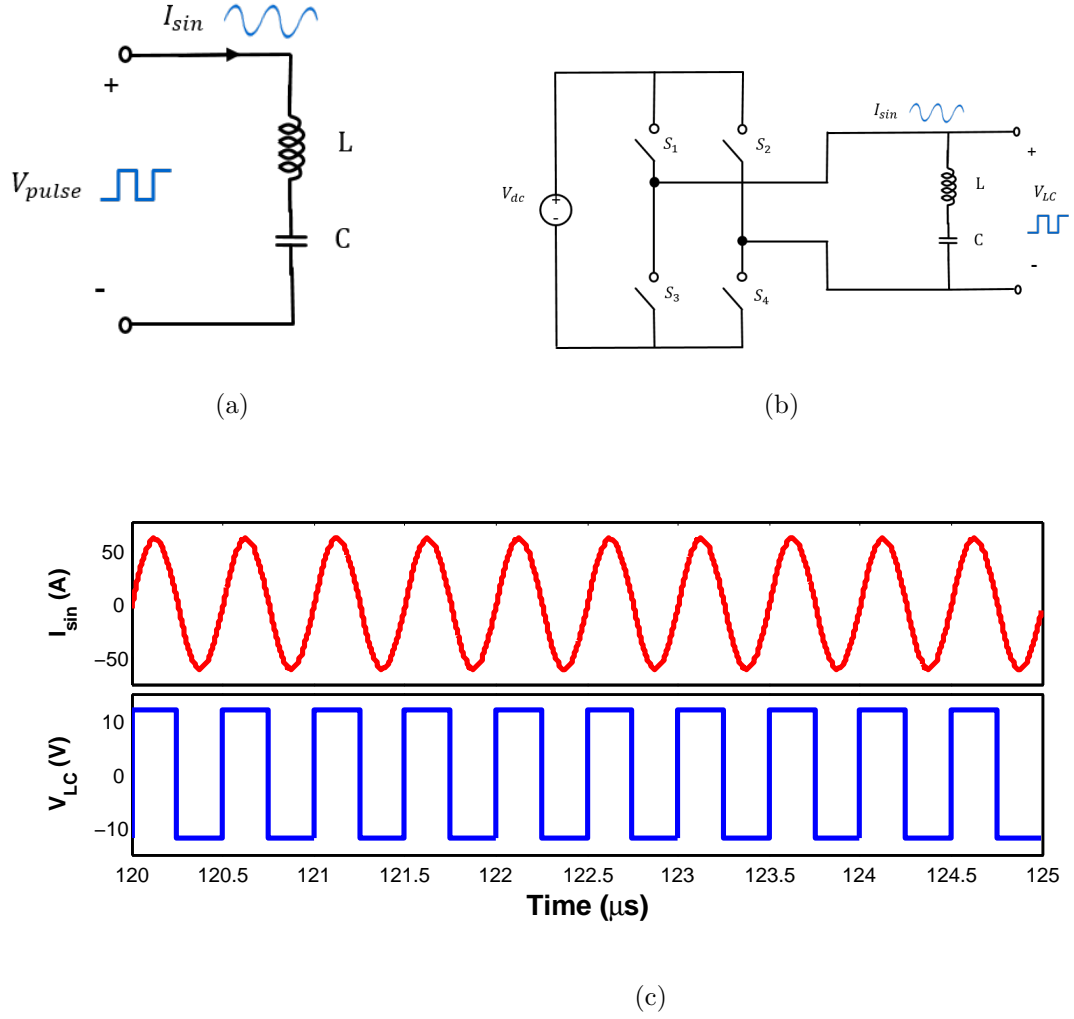 I_sin
+
L
V_pulse
C
-
(a)
I_sin
S_1
S_2
+
V_dc
+
-
L
V_LC
C
S_3
S_4
-
(b)
I_sin (A)
50
0
−50
V_LC (V)
10
0
−10
120 120.5 121 121.5 122 122.5 123 123.5 124 124.5 125
Time (μs)
(c)